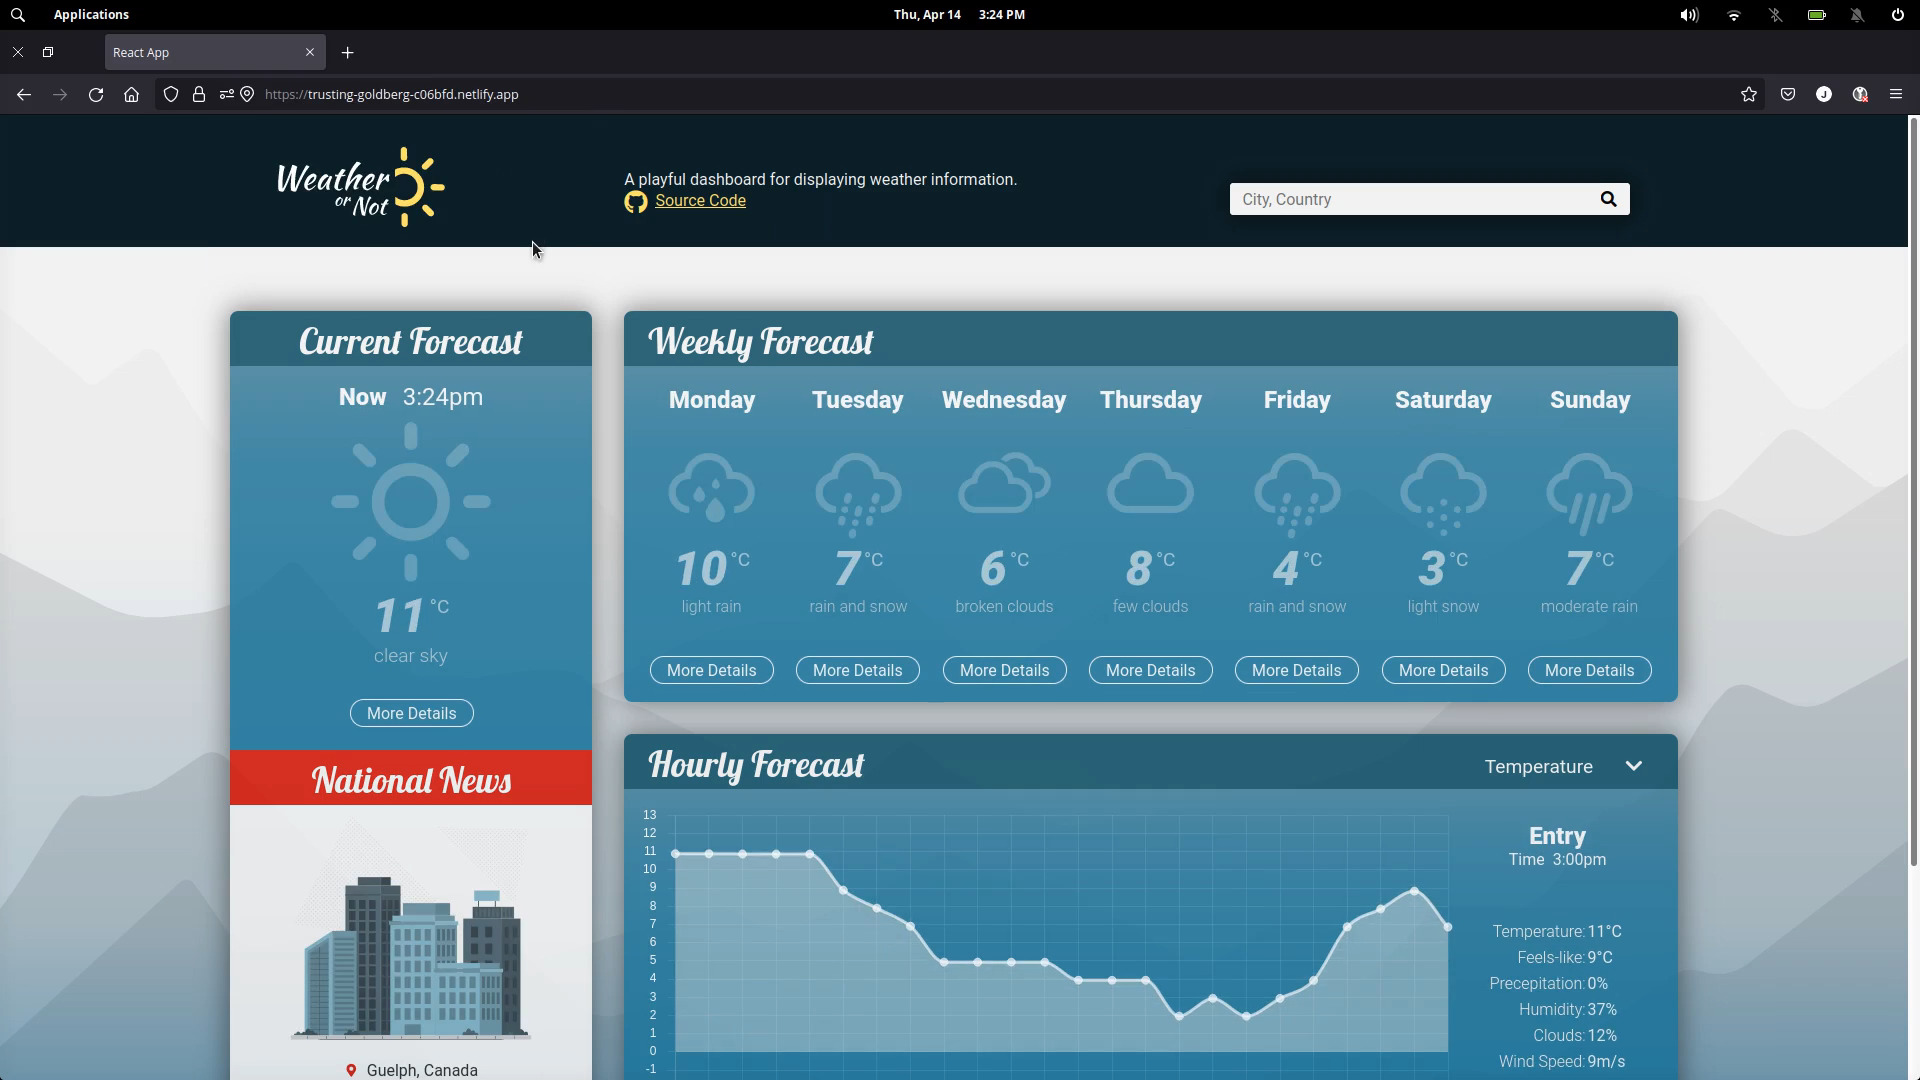 Applications
Thu, Apr 14 3:24 PM
React App
https://trusting-goldberg-c06bfd.netlify.app
J
Weather
or Not
A playful dashboard for displaying weather information.
Source Code
City, Country
Current Forecast
Now 3:24pm
11 °C
clear sky
More Details
National News
Guelph, Canada
Weekly Forecast
Monday Tuesday Wednesday Thursday Friday Saturday Sunday
10 °C 7 °C 6 °C 8 °C 4 °C 3 °C 7 °C
light rain rain and snow broken clouds few clouds rain and snow light snow moderate rain
More Details More Details More Details More Details More Details More Details More Details
Hourly Forecast
Temperature
13
12
11
10
9
8
7
6
5
4
3
2
1
0
-1
Entry
Time 3:00pm
Temperature: 11°C
Feels-like: 9°C
Precepitation: 0%
Humidity: 37%
Clouds: 12%
Wind Speed: 9m/s